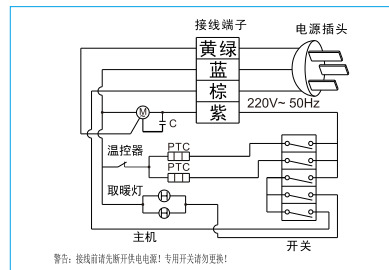 接线端子
电源插头
黄绿
蓝
棕
紫
220V~ 50Hz
M
C
温控器
PTC
PTC
取暖灯
主机
开关
警告：接线前请先断开供电电源！专用开关请勿更换！